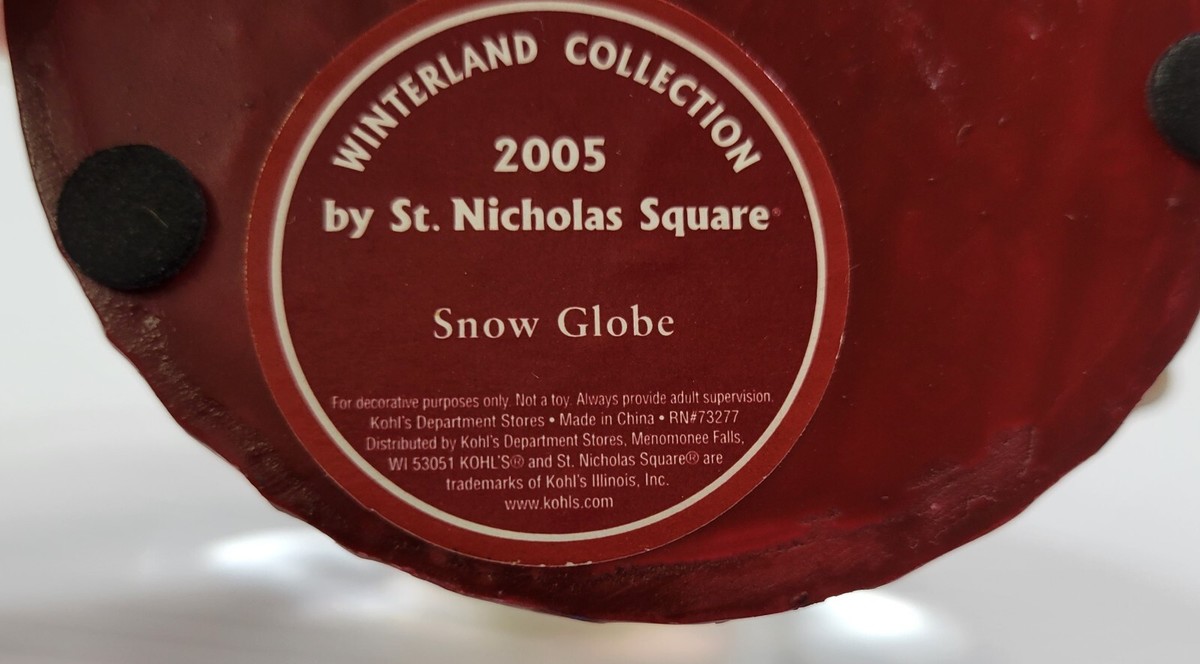 WINTERLAND COLLECTION
2005
by St. Nicholas Square
Snow Globe
For decorative purposes only. Not a toy. Always provide adult supervision.
Kohl's Department Stores • Made in China • RN#73277
Distributed by Kohl's Department Stores, Menomonee Falls,
WI 53051 KOHL'S® and St. Nicholas Square® are
trademarks of Kohl's Illinois, Inc.
www.kohls.com